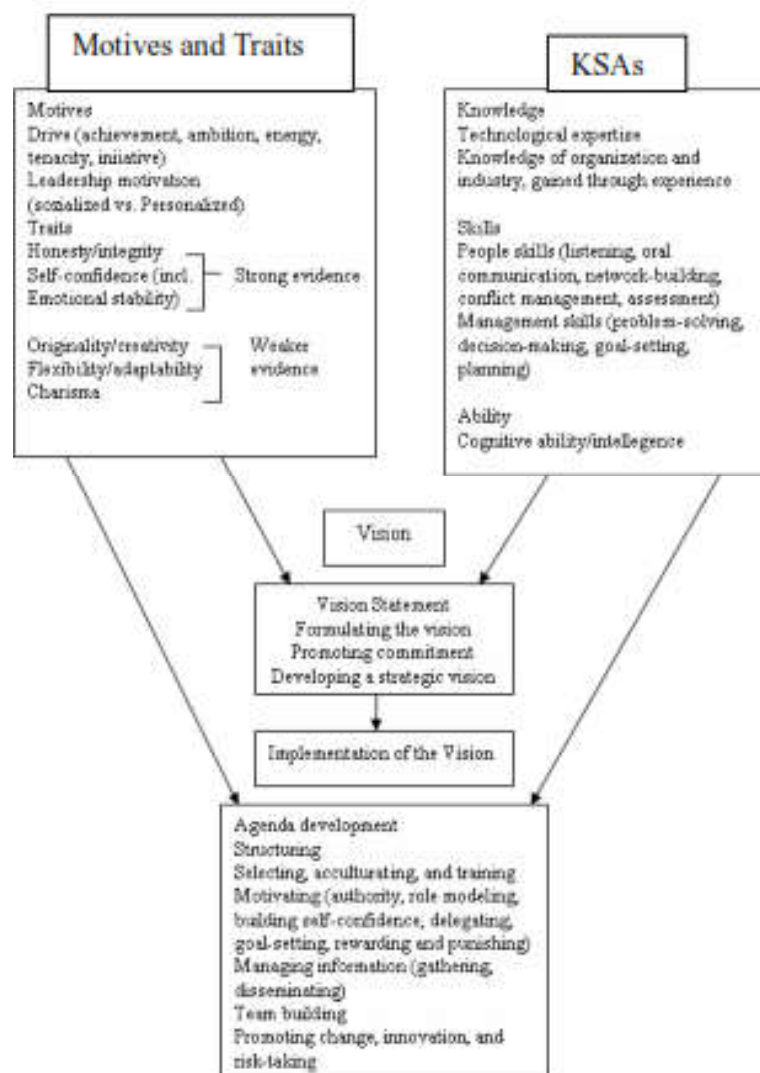 Motives and Traits
Motives
Drive (achievement, ambition, energy,
tenacity, iniiative)
Leadership motivation
(sozialized vs. Personalized)
Traits
Honesty/integrity
Self-confidence (incl.
Emotional stability)
Strong evidence
Originality/creativity
Flexibility/adaptability
Charisma
Weaker
evidence
KSAs
Knowledge
Technological expertise
Knowledge of organization and
industry, gained through experience
Skills
People skills (listening, oral
communication, network-building,
conflict management, assessment)
Management skills (problem-solving,
decision-making, goal-setting,
planning)
Ability
Cognitive ability/intellegence
Vision
Vision Statement
Formulating the vision
Promoting commitment
Developing a strategic vision
Implementation of the Vision
Agenda development
Structuring
Selecting, acculturating, and training
Motivating (authority, role modeling,
building self-confidence, delegating,
goal-setting, rewarding and punishing)
Managing information (gathering,
disseminating)
Team building
Promoting change, innovation, and
risk-taking